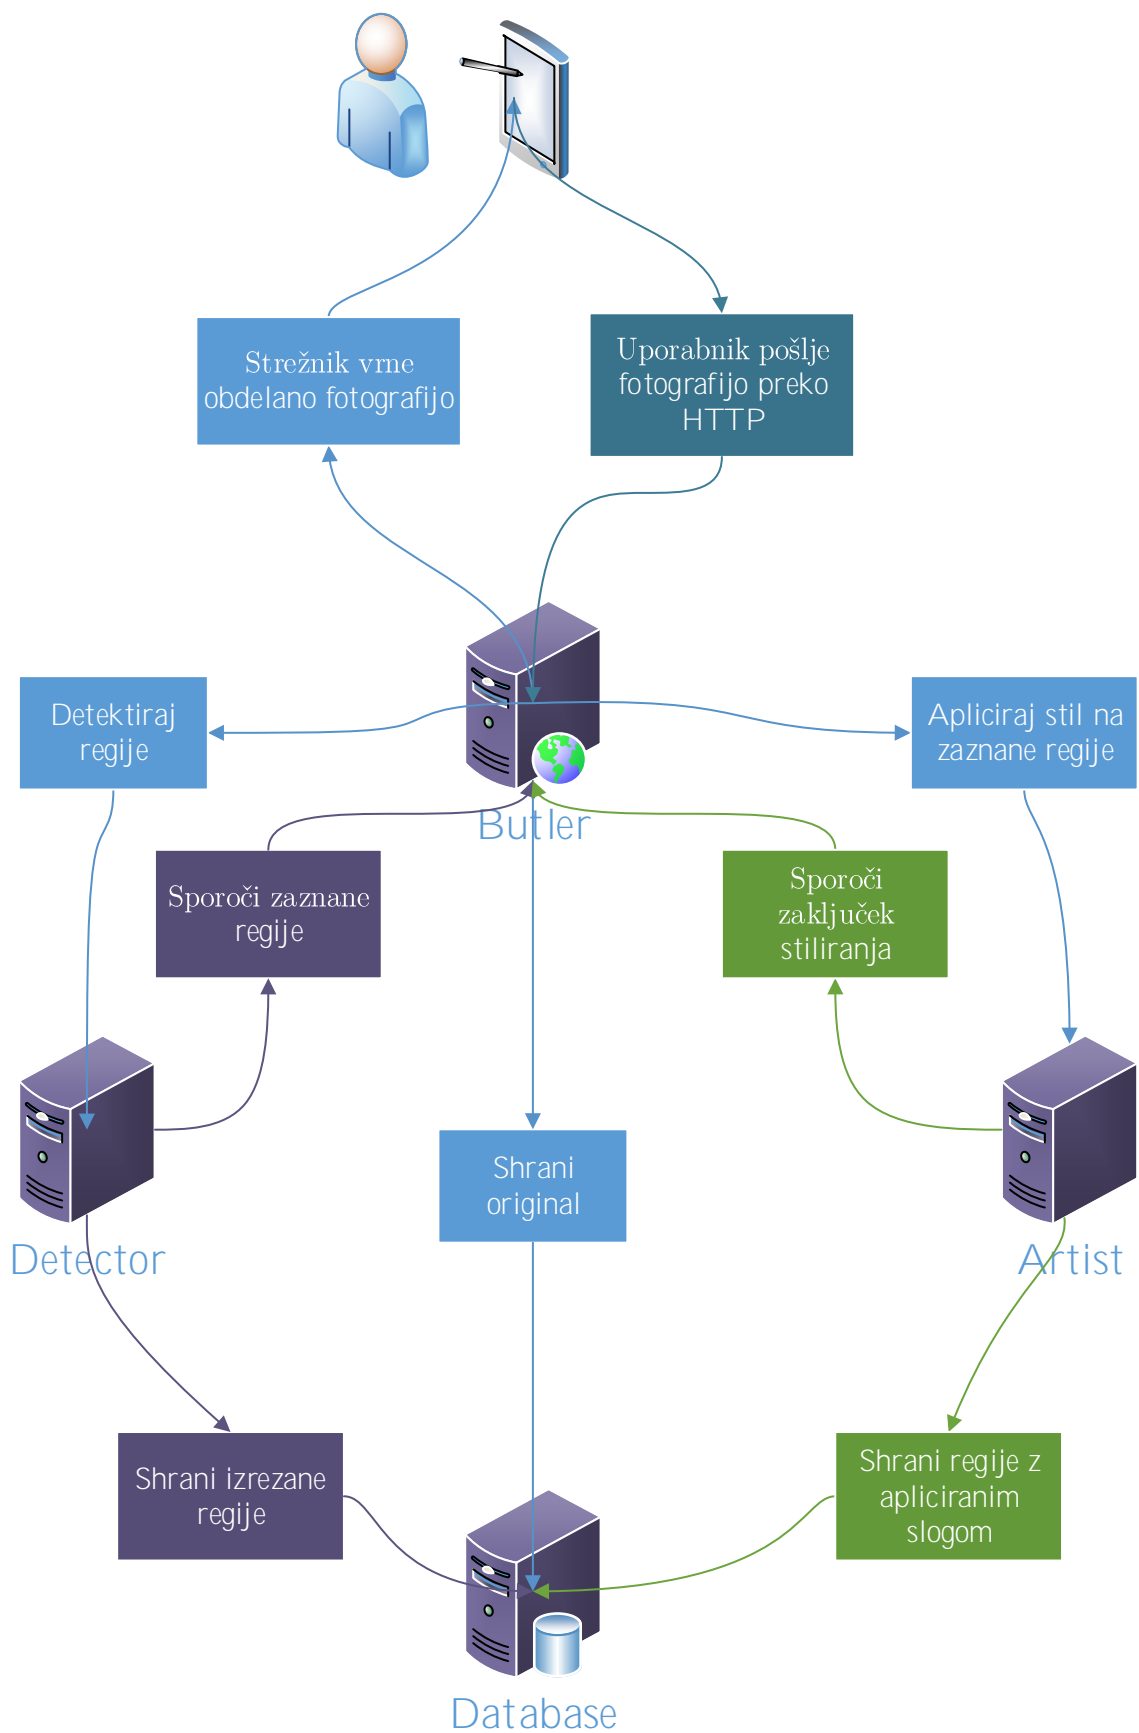 Strežnik vrne
obdelano fotografijo
Uporabnik pošlje
fotografijo preko
HTTP
Detektiraj
regije
Apliciraj stil na
zaznane regije
Butler
Sporoči zaznane
regije
Sporoči
zaključek
stiliranja
Shrani
original
Detector
Artist
Shrani izrezane
regije
Shrani regije z
apliciranim
slogom
Database